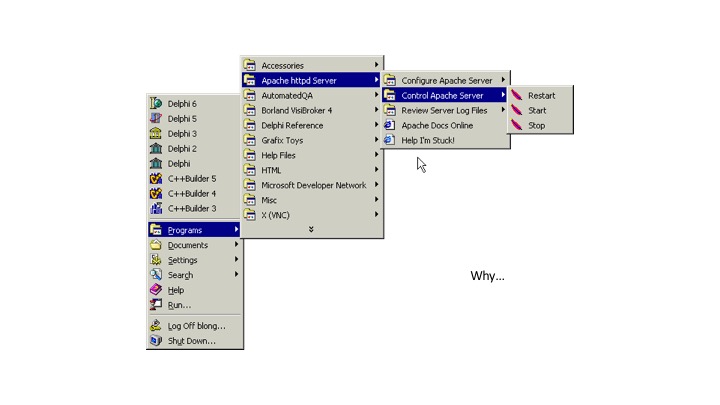 Delphi 6
Delphi 5
Delphi 3
Delphi 2
Delphi
C++Builder 5
C++Builder 4
C++Builder 3
Programs
Documents
Settings
Search
Help
Run...
Log Off blong...
Shut Down...
Accessories
Apache httpd Server
AutomatedQA
Borland VisiBroker 4
Delphi Reference
Grafix Toys
Help Files
HTML
Microsoft Developer Network
Misc
X (VNC)
Configure Apache Server
Control Apache Server
Review Server Log Files
Apache Docs Online
Help I'm Stuck!
Restart
Start
Stop
Why...